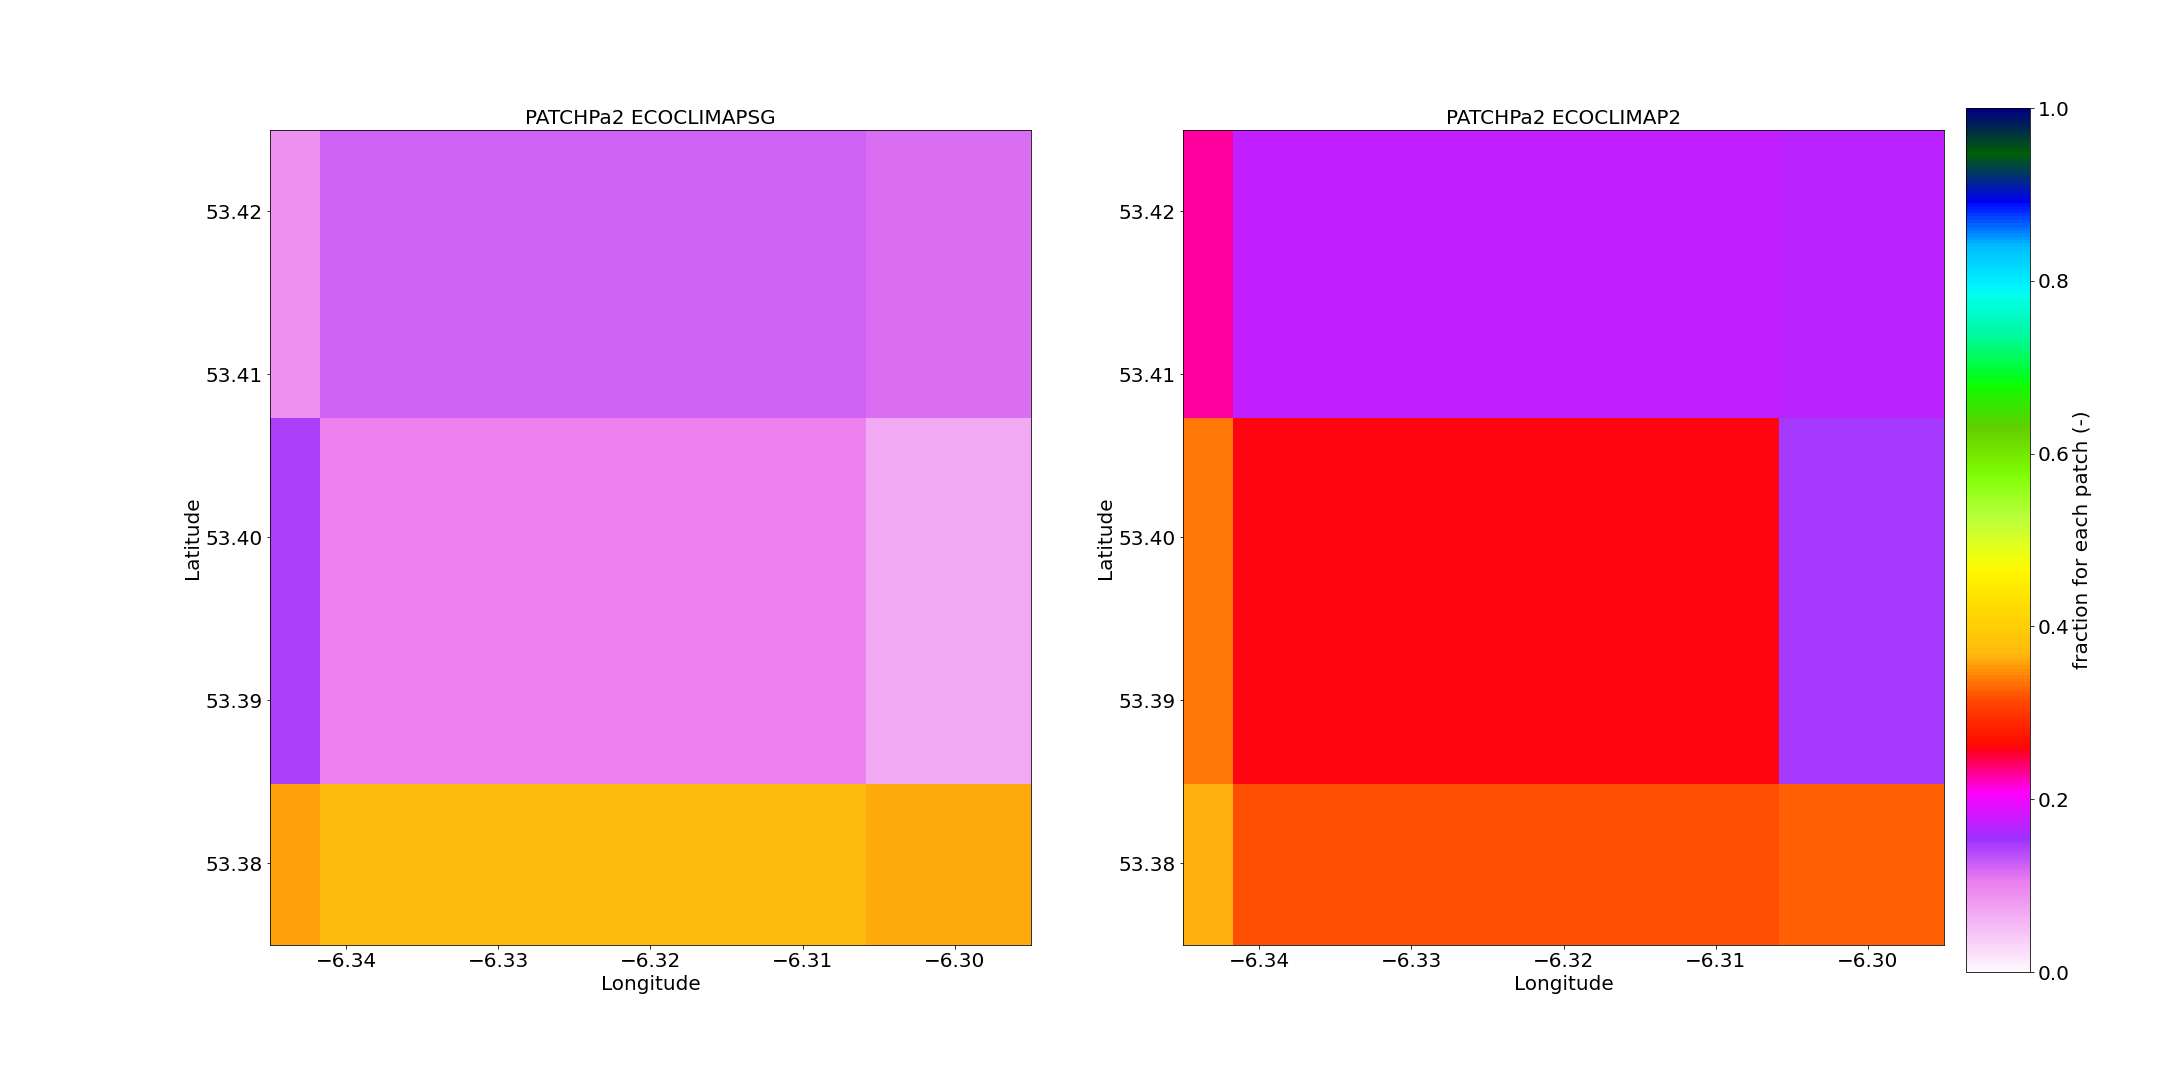 PATCHPa2 ECOCLIMAPSG
53.42
53.41
53.40
53.39
53.38
Latitude
−6.34 −6.33 −6.32 −6.31 −6.30
Longitude
PATCHPa2 ECOCLIMAP2
53.42
53.41
53.40
53.39
53.38
Latitude
−6.34 −6.33 −6.32 −6.31 −6.30
Longitude
1.0
0.8
0.6
0.4
0.2
0.0
fraction for each patch (-)